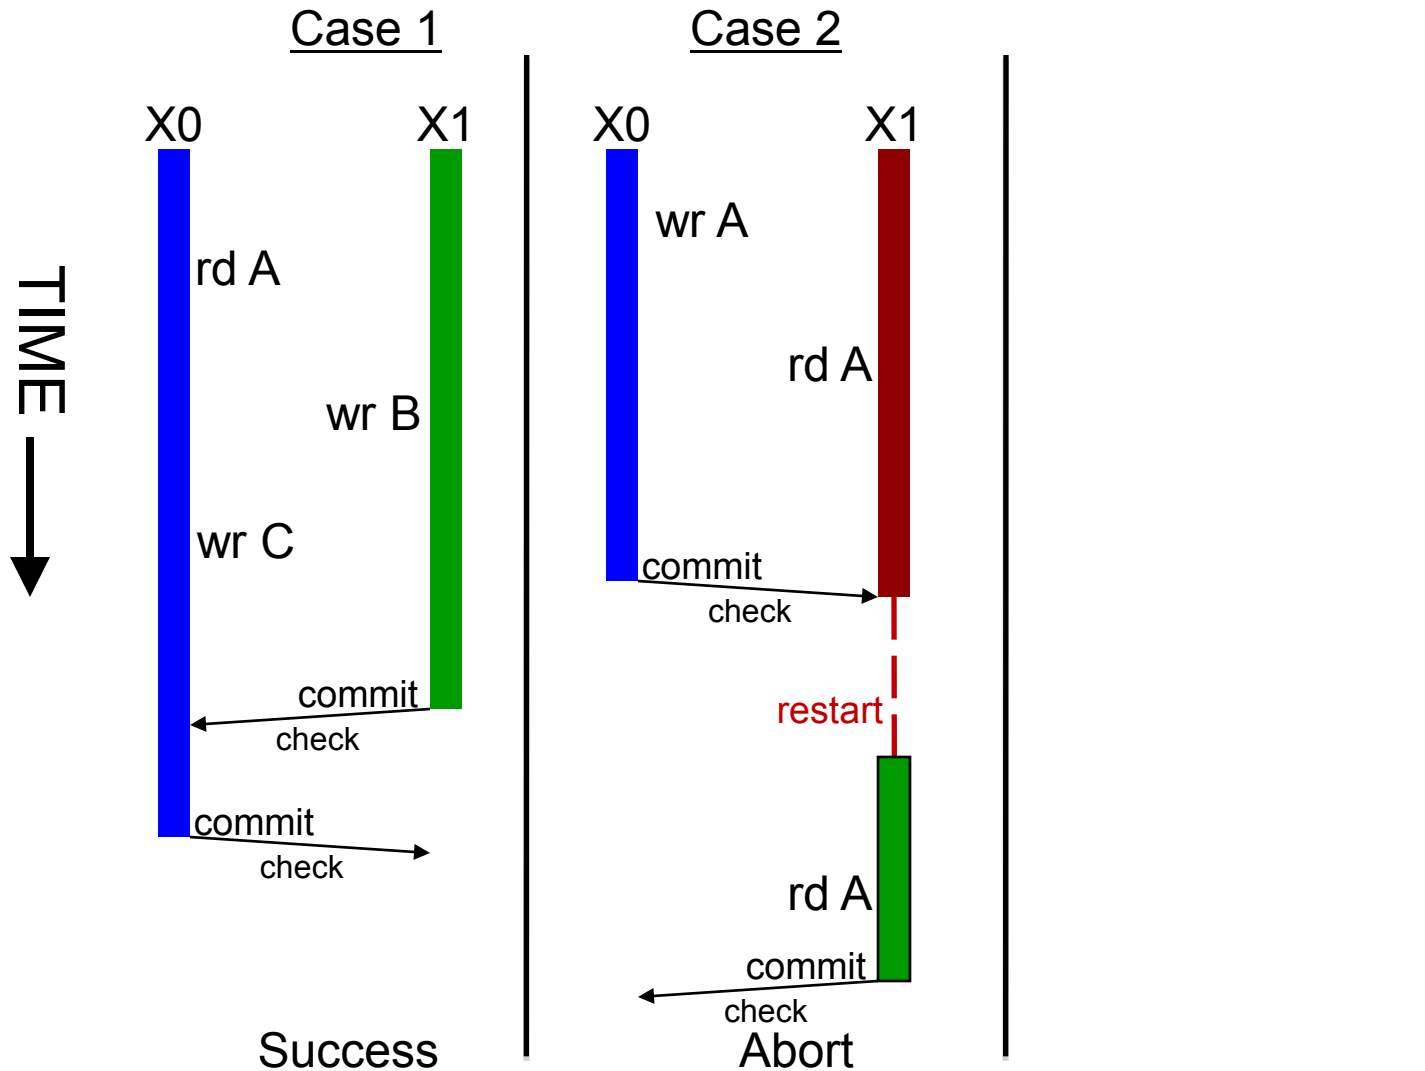 Case 1
Case 2
X0
X1
X0
X1
TIME
rd A
wr B
wr C
commit
check
commit
check
Success
wr A
rd A
commit
check
restart
rd A
commit
check
Abort